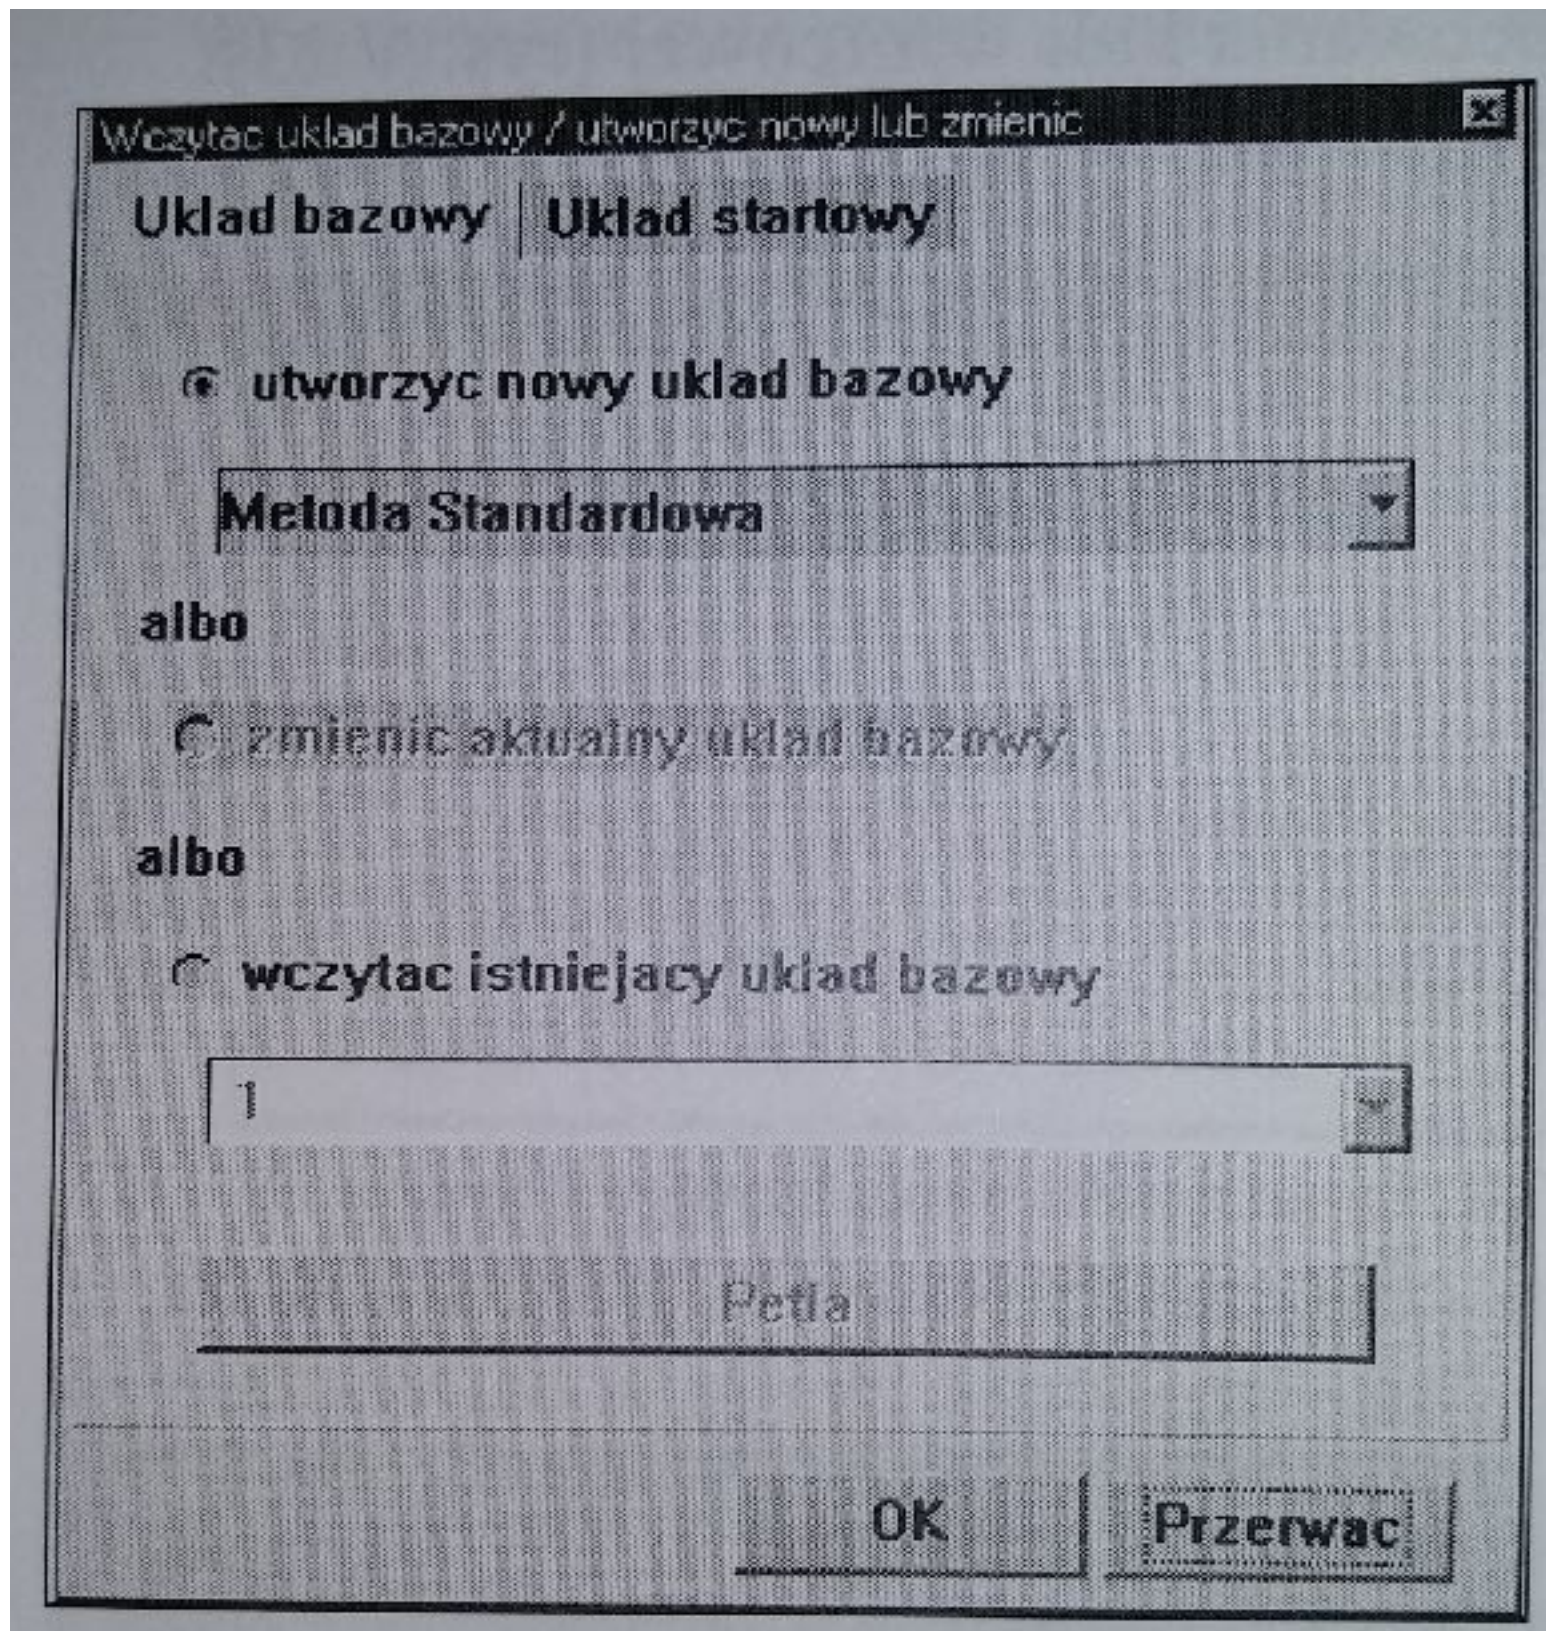 Wczytac uklad bazowy / utworzyc nowy lub zmienic
Uklad bazowy Uklad startowy
utworzyc nowy uklad bazowy
Metoda Standardowa
albo
zmienic aktualny uklad bazowy
albo
wczytac istniejacy uklad bazowy
1
Petla
OK Przerwac